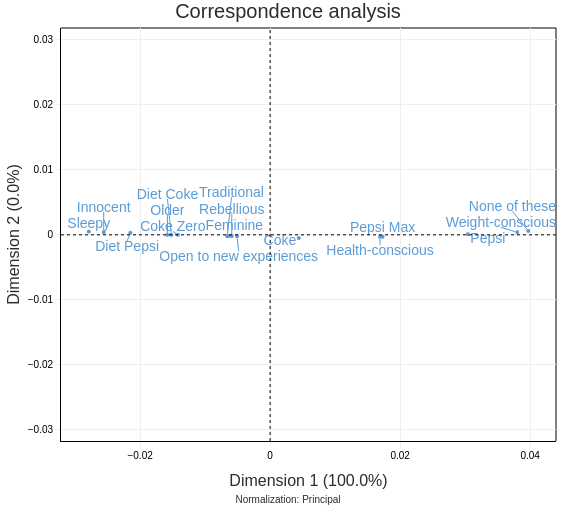 Correspondence analysis
0.03
0.02
0.01
0
−0.01
−0.02
−0.03
Dimension 2 (0.0%)
Innocent
Sleepy
Diet Pepsi
Diet Coke
Older
Coke Zero
Traditional
Rebellious
Feminine
Open to new experiences
Coke
Pepsi Max
Health-conscious
None of these
Weight-conscious
Pepsi
−0.02
0
0.02
0.04
Dimension 1 (100.0%)
Normalization: Principal